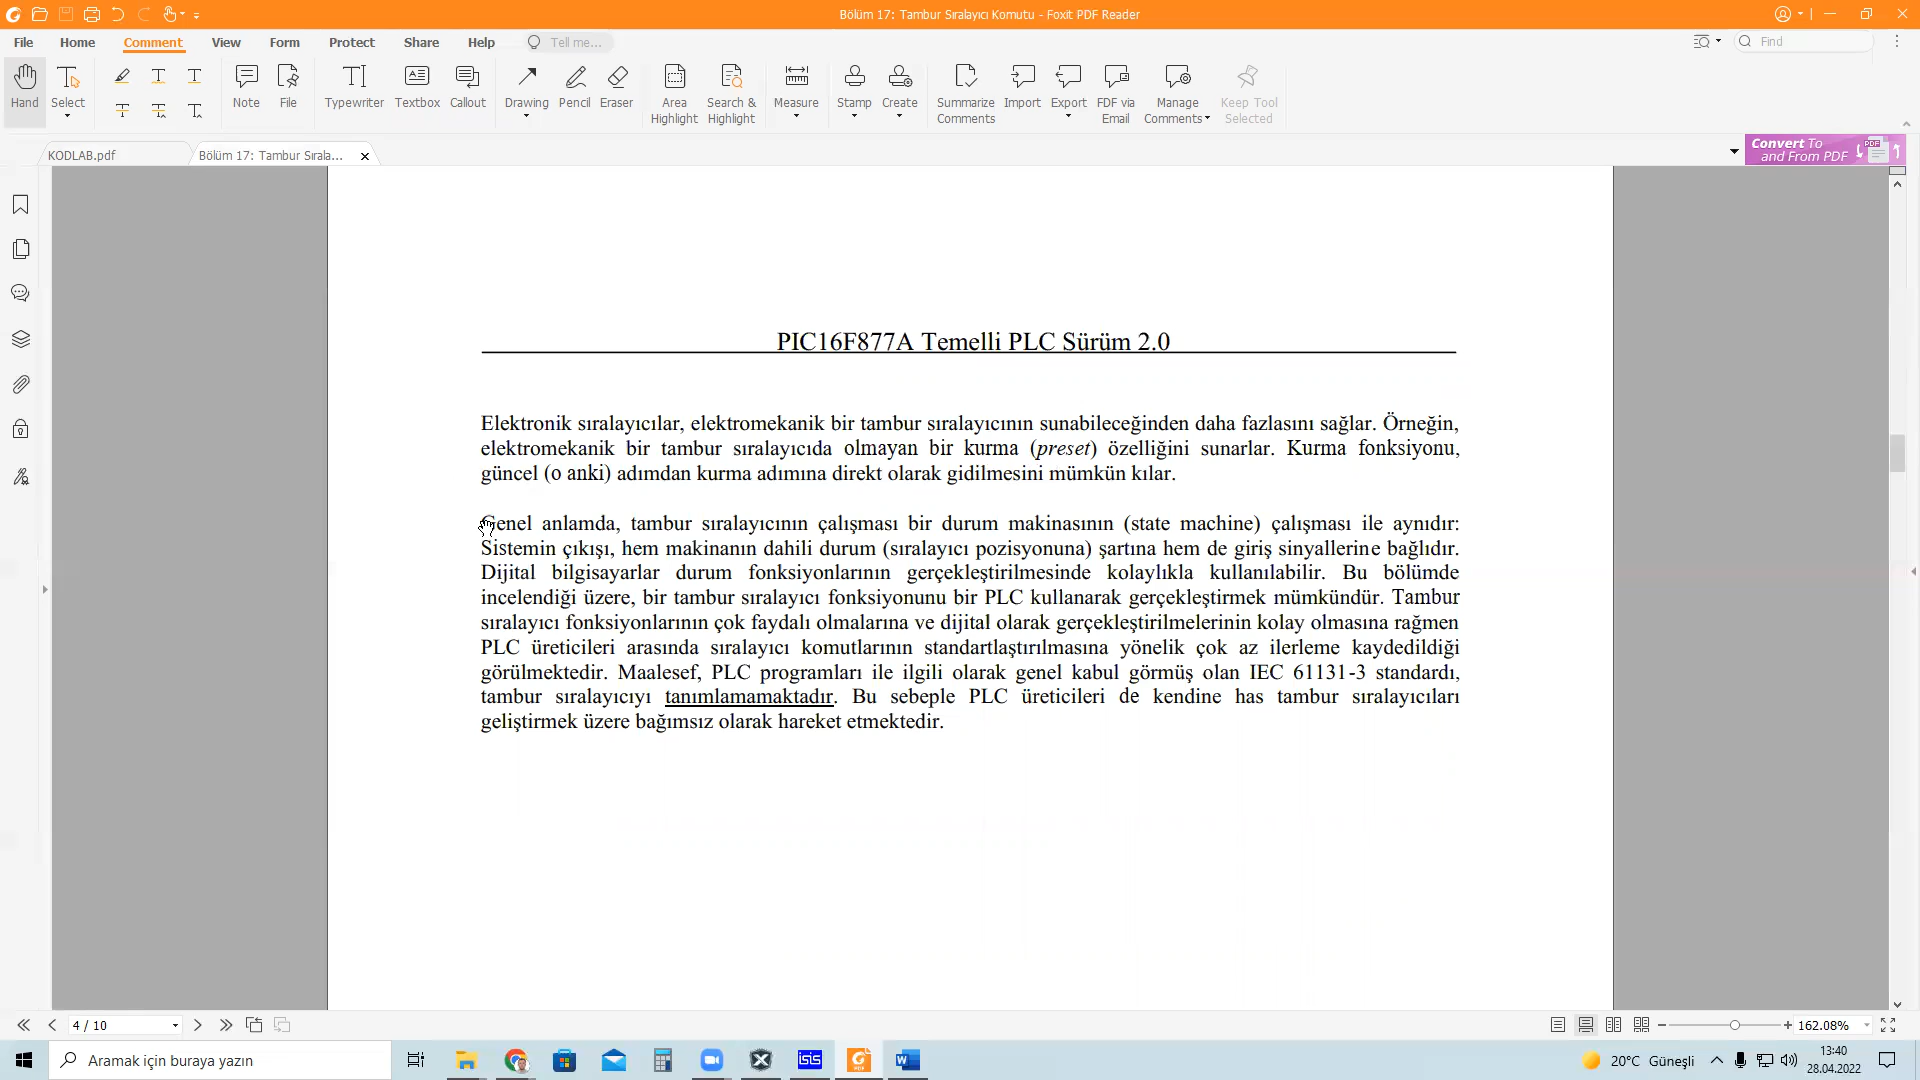 Bölüm 17: Tambur Sıralayıcı Komutu - Foxit PDF Reader
File Home Comment View Form Protect Share Help Tell me... Find
Hand Select Note File Typewriter Textbox Callout Drawing Pencil Eraser Area Highlight Search & Highlight Measure Stamp Create Summarize Comments Import Export FDF via Email Manage Comments Keep Tool Selected
KODLAB.pdf Bölüm 17: Tambur Sırala... Convert To and From PDF PDF
PIC16F877A Temelli PLC Sürüm 2.0
Elektronik sıralayıcılar, elektromekanik bir tambur sıralayıcının sunabileceğinden daha fazlasını sağlar. Örneğin,
elektromekanik bir tambur sıralayıcıda olmayan bir kurma (preset) özelliğini sunarlar. Kurma fonksiyonu,
güncel (o anki) adımdan kurma adımına direkt olarak gidilmesini mümkün kılar.
Genel anlamda, tambur sıralayıcının çalışması bir durum makinasının (state machine) çalışması ile aynıdır:
Sistemin çıkışı, hem makinanın dahili durum (sıralayıcı pozisyonuna) şartına hem de giriş sinyallerine bağlıdır.
Dijital bilgisayarlar durum fonksiyonlarının gerçekleştirilmesinde kolaylıkla kullanılabilir. Bu bölümde
incelendiği üzere, bir tambur sıralayıcı fonksiyonunu bir PLC kullanarak gerçekleştirmek mümkündür. Tambur
sıralayıcı fonksiyonlarının çok faydalı olmalarına ve dijital olarak gerçekleştirilmelerinin kolay olmasına rağmen
PLC üreticileri arasında sıralayıcı komutlarının standartlaştırılmasına yönelik çok az ilerleme kaydedildiği
görülmektedir. Maalesef, PLC programları ile ilgili olarak genel kabul görmüş olan IEC 61131-3 standardı,
tambur sıralayıcıyı tanımlamamaktadır. Bu sebeple PLC üreticileri de kendine has tambur sıralayıcıları
geliştirmek üzere bağımsız olarak hareket etmektedir.
4 / 10 162.08%
Aramak için buraya yazın isis 20°C Güneşli 13:40
28.04.2022